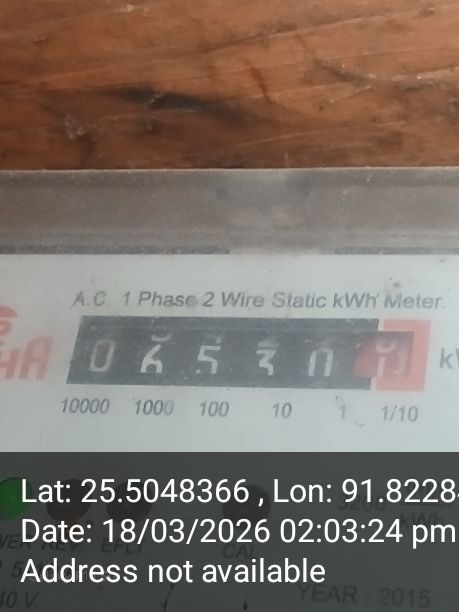 A.C. 1 Phase 2 Wire Static kWh Meter.
0 6 5 3 0
10000 1000 100 10 1 1/10
Lat: 25.5048366 , Lon: 91.8228
Date: 18/03/2026 02:03:24 pm
Address not available
CAL
YEAR : 2015